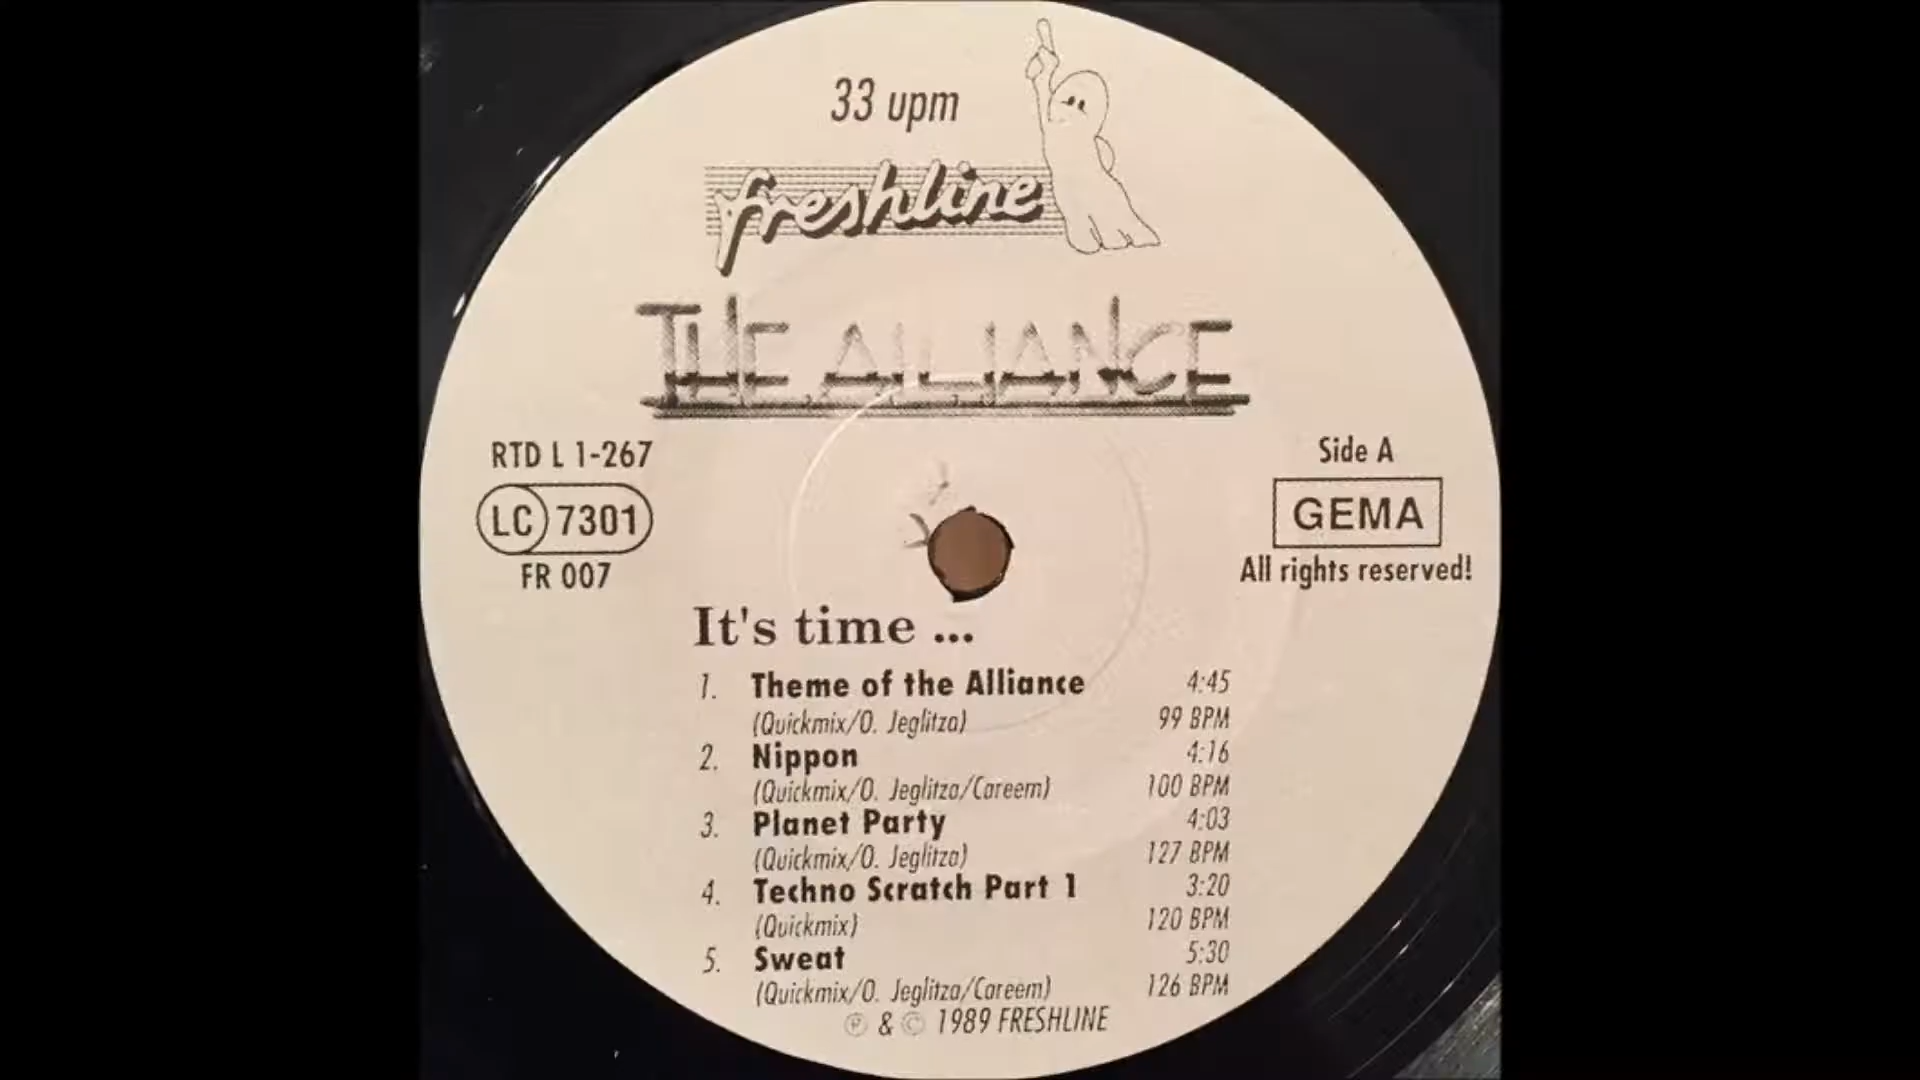 33 upm
freshline
THE ALLIANCE
RTD L 1-267
LC 7301
FR 007
Side A
GEMA
All rights reserved!
It's time ...
1. Theme of the Alliance 4:45
(Quickmix/O. Jeglitza) 99 BPM
2. Nippon 4:16
(Quickmix/O. Jeglitza/Careem) 100 BPM
3. Planet Party 4:03
(Quickmix/O. Jeglitza) 127 BPM
4. Techno Scratch Part 1 3:20
(Quickmix) 120 BPM
5. Sweat 5:30
(Quickmix/O. Jeglitza/Careem) 126 BPM
℗ & © 1989 FRESHLINE